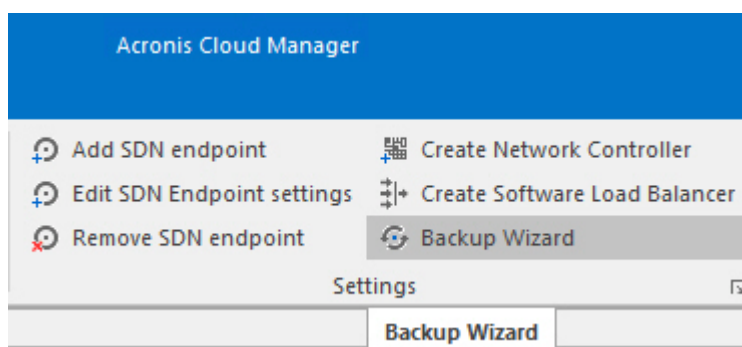 Acronis Cloud Manager
Add SDN endpoint
Create Network Controller
Edit SDN Endpoint settings
Create Software Load Balancer
Remove SDN endpoint
Backup Wizard
Settings
Backup Wizard